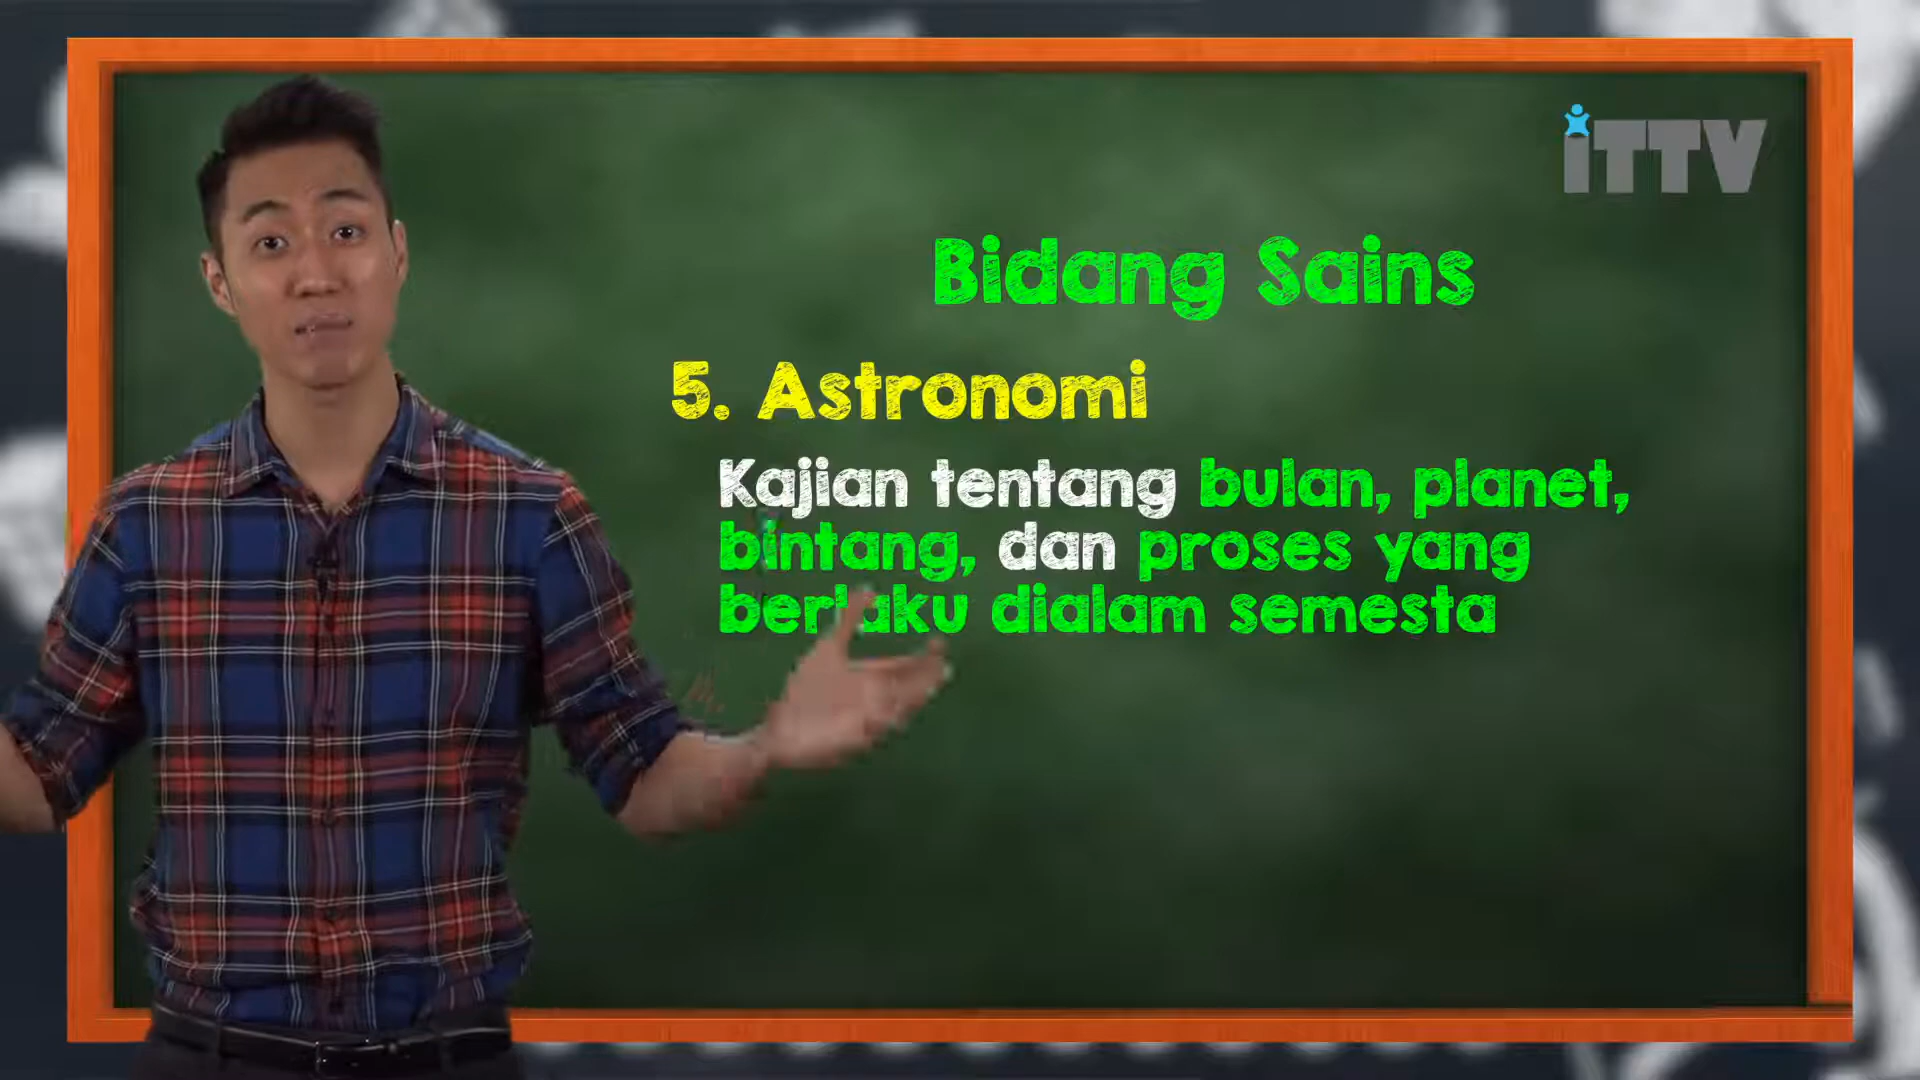 iTTV
Bidang Sains
5. Astronomi
Kajian tentang bulan, planet,
bintang, dan proses yang
berlaku dialam semesta